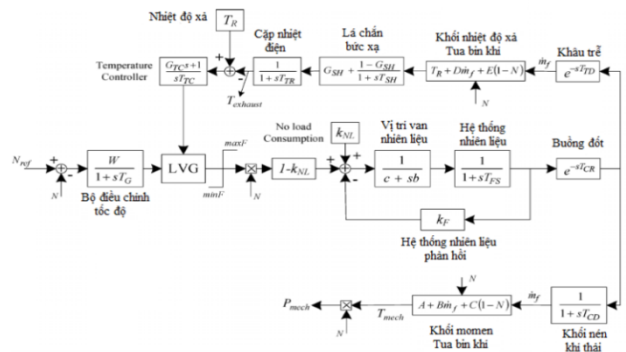 Nhiệt độ xả
T_R
Temperature
Controller
G_TC s+1
sT_TC
+
-
T_exhaust
Cặp nhiệt
điện
1
1+sT_TR
Lá chắn
bức xạ
G_SH + 1-G_SH
1+sT_SH
Khối nhiệt độ xả
Tua bin khí
T_R + Dṁ_f + E(1-N)
N
ṁ_f
Khâu trễ
e^-sT_TD
N_ref
+
-
N
W
1+sT_G
Bộ điều chỉnh
tốc độ
LVG
maxF
minF
N
No load
Consumption
k_NL
1-k_NL
+
+
-
Vị trí van
nhiên liệu
1
c + sb
Hệ thống
nhiên liệu
1
1+sT_FS
Buồng đốt
e^-sT_CR
k_F
Hệ thống nhiên liệu
phản hồi
P_mech
N
T_mech
N
A + Bṁ_f + C(1-N)
Khối momen
Tua bin khí
ṁ_f
1
1+sT_CD
Khối nén
khí thải